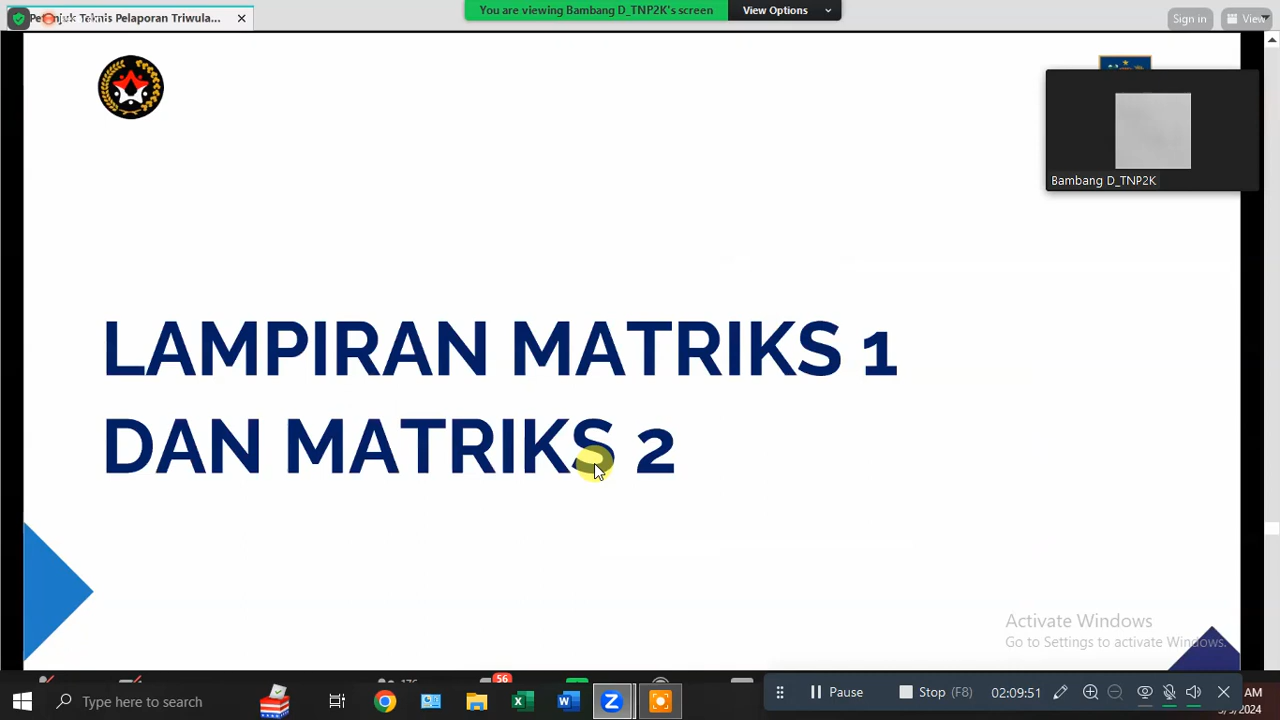 Petunjuk Teknis Pelaporan Triwula...
You are viewing Bambang D_TNP2K's screen
View Options
Sign in
View
Bambang D_TNP2K
LAMPIRAN MATRIKS 1
DAN MATRIKS 2
Activate Windows
Go to Settings to activate Windows.
176
56
Type here to search
Pause
Stop (F8)
02:09:51
AM